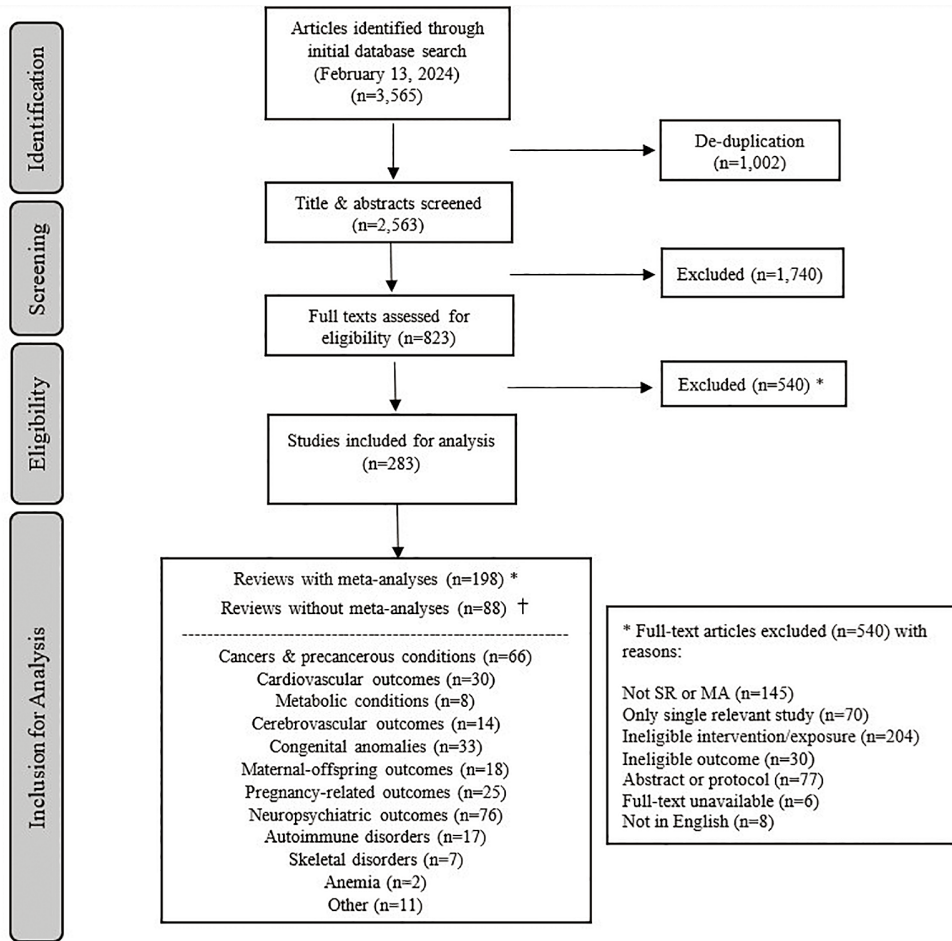 Identification
Articles identified through
initial database search
(February 13, 2024)
(n=3,565)
De-duplication
(n=1,002)
Title & abstracts screened
(n=2,563)
Screening
Excluded (n=1,740)
Full texts assessed for
eligibility (n=823)
Eligibility
Excluded (n=540) *
Studies included for analysis
(n=283)
Inclusion for Analysis
Reviews with meta-analyses (n=198) *
Reviews without meta-analyses (n=88) †
Cancers & precancerous conditions (n=66)
Cardiovascular outcomes (n=30)
Metabolic conditions (n=8)
Cerebrovascular outcomes (n=14)
Congenital anomalies (n=33)
Maternal-offspring outcomes (n=18)
Pregnancy-related outcomes (n=25)
Neuropsychiatric outcomes (n=76)
Autoimmune disorders (n=17)
Skeletal disorders (n=7)
Anemia (n=2)
Other (n=11)
* Full-text articles excluded (n=540) with
reasons:
Not SR or MA (n=145)
Only single relevant study (n=70)
Ineligible intervention/exposure (n=204)
Ineligible outcome (n=30)
Abstract or protocol (n=77)
Full-text unavailable (n=6)
Not in English (n=8)